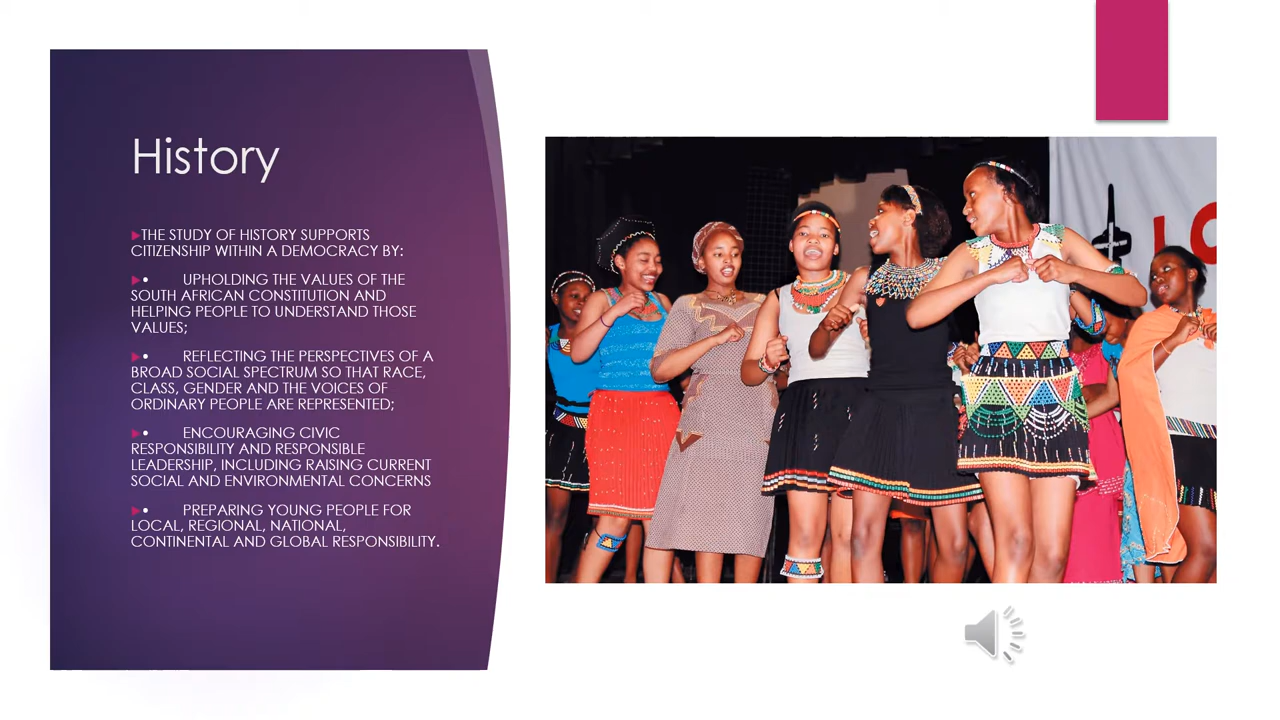 History
THE STUDY OF HISTORY SUPPORTS
CITIZENSHIP WITHIN A DEMOCRACY BY:
• UPHOLDING THE VALUES OF THE
SOUTH AFRICAN CONSTITUTION AND
HELPING PEOPLE TO UNDERSTAND THOSE
VALUES;
• REFLECTING THE PERSPECTIVES OF A
BROAD SOCIAL SPECTRUM SO THAT RACE,
CLASS, GENDER AND THE VOICES OF
ORDINARY PEOPLE ARE REPRESENTED;
• ENCOURAGING CIVIC
RESPONSIBILITY AND RESPONSIBLE
LEADERSHIP, INCLUDING RAISING CURRENT
SOCIAL AND ENVIRONMENTAL CONCERNS
• PREPARING YOUNG PEOPLE FOR
LOCAL, REGIONAL, NATIONAL,
CONTINENTAL AND GLOBAL RESPONSIBILITY.